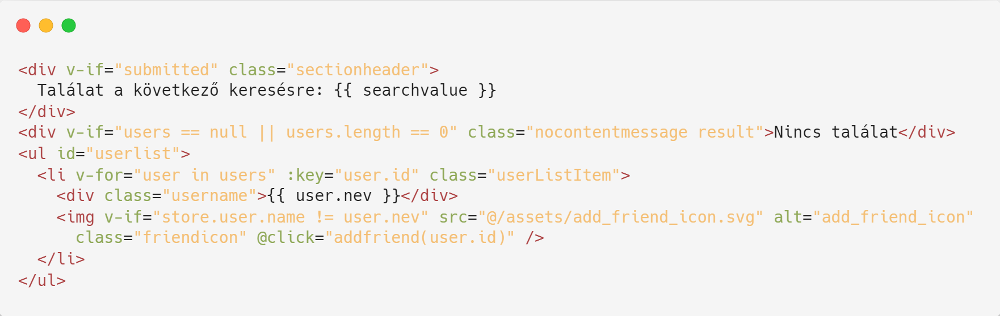 <div v-if="submitted" class="sectionheader">
  Találat a következő keresésre: {{ searchvalue }}
</div>
<div v-if="users == null || users.length == 0" class="nocontentmessage result">Nincs találat</div>
<ul id="userlist">
  <li v-for="user in users" :key="user.id" class="userListItem">
    <div class="username">{{ user.nev }}</div>
    <img v-if="store.user.name != user.nev" src="@/assets/add_friend_icon.svg" alt="add_friend_icon"
      class="friendicon" @click="addfriend(user.id)" />
  </li>
</ul>